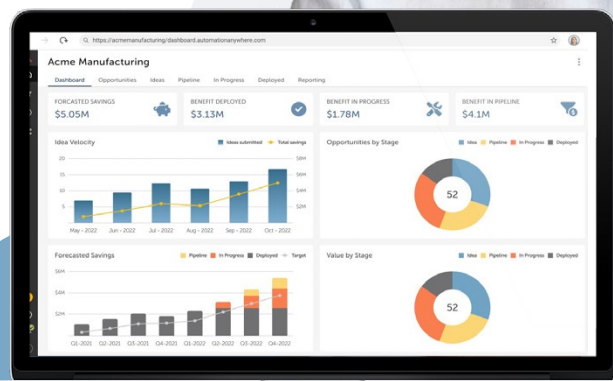 https://acmemanufacturing/dashboard.automationanywhere.com
Acme Manufacturing
Dashboard Opportunities Ideas Pipeline In Progress Deployed Reporting
FORCASTED SAVINGS
$5.05M
BENEFIT DEPLOYED
$3.13M
BENEFIT IN PROGRESS
$1.78M
BENEFIT IN PIPELINE
$4.1M
Idea Velocity
Ideas submitted Total savings
20
15
10
5
$8M
$6M
$4M
$2M
May - 2022 Jun - 2022 Jul - 2022 Aug - 2022 Sep - 2022 Oct - 2022
Opportunities by Stage
Idea Pipeline In Progress Deployed
52
Forecasted Savings
Pipeline In Progress Deployed Target
$6M
$4M
$2M
Q1-2021 Q2-2021 Q3-2021 Q4-2021 Q1-2022 Q2-2022 Q3-2022 Q4-2022
Value by Stage
Idea Pipeline In Progress Deployed
52